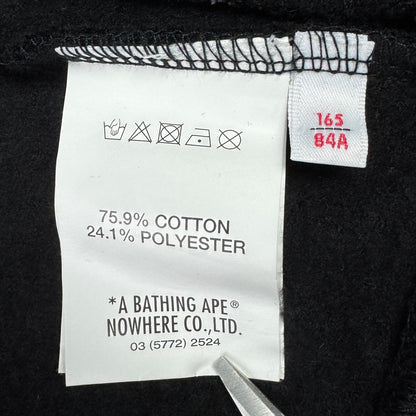 165
84A
75.9% COTTON
24.1% POLYESTER
*A BATHING APE®
NOWHERE CO.,LTD.
03 (5772) 2524